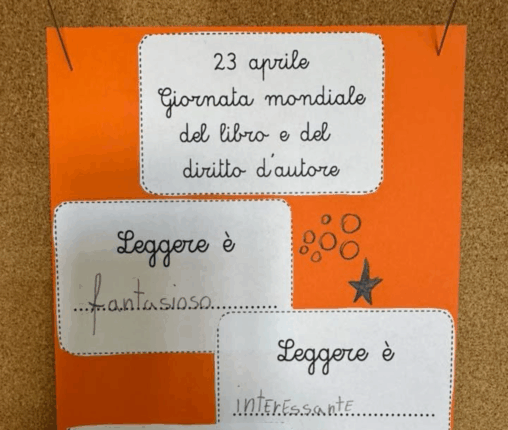 23 aprile
Giornata mondiale
del libro e del
diritto d'autore
Leggere è
fantasioso
Leggere è
intErEssantE